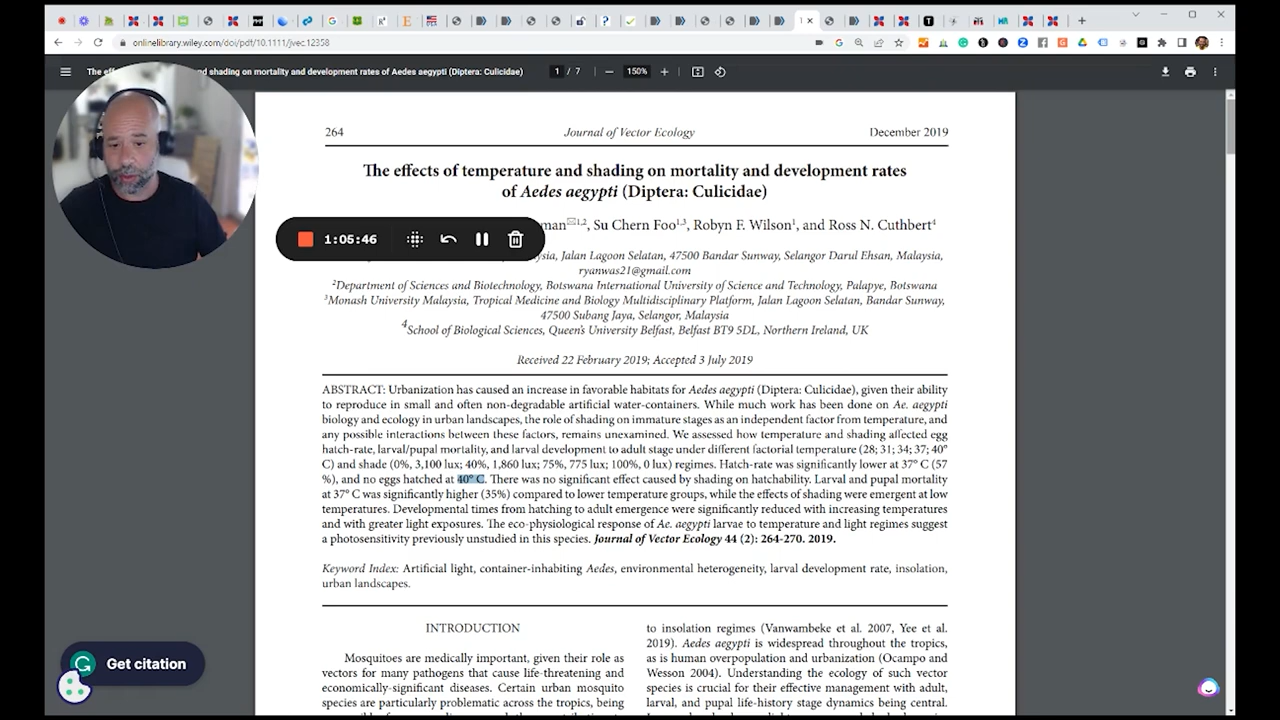 onlinelibrary.wiley.com/doi/pdf/10.1111/jvec.12358
The ef
d shading on mortality and development rates of Aedes aegypti (Diptera: Culicidae)
1 / 7
150%
264
Journal of Vector Ecology
December 2019
The effects of temperature and shading on mortality and development rates
of Aedes aegypti (Diptera: Culicidae)
man✉1,2, Su Chern Foo1,3, Robyn F. Wilson1, and Ross N. Cuthbert4
1:05:46
ysia, Jalan Lagoon Selatan, 47500 Bandar Sunway, Selangor Darul Ehsan, Malaysia,
ryanwas21@gmail.com
2Department of Sciences and Biotechnology, Botswana International University of Science and Technology, Palapye, Botswana
3Monash University Malaysia, Tropical Medicine and Biology Multidisciplinary Platform, Jalan Lagoon Selatan, Bandar Sunway,
47500 Subang Jaya, Selangor, Malaysia
4School of Biological Sciences, Queen's University Belfast, Belfast BT9 5DL, Northern Ireland, UK
Received 22 February 2019; Accepted 3 July 2019
ABSTRACT: Urbanization has caused an increase in favorable habitats for Aedes aegypti (Diptera: Culicidae), given their ability
to reproduce in small and often non-degradable artificial water-containers. While much work has been done on Ae. aegypti
biology and ecology in urban landscapes, the role of shading on immature stages as an independent factor from temperature, and
any possible interactions between these factors, remains unexamined. We assessed how temperature and shading affected egg
hatch-rate, larval/pupal mortality, and larval development to adult stage under different factorial temperature (28; 31; 34; 37; 40°
C) and shade (0%, 3,100 lux; 40%, 1,860 lux; 75%, 775 lux; 100%, 0 lux) regimes. Hatch-rate was significantly lower at 37° C (57
%), and no eggs hatched at 40° C. There was no significant effect caused by shading on hatchability. Larval and pupal mortality
at 37° C was significantly higher (35%) compared to lower temperature groups, while the effects of shading were emergent at low
temperatures. Developmental times from hatching to adult emergence were significantly reduced with increasing temperatures
and with greater light exposures. The eco-physiological response of Ae. aegypti larvae to temperature and light regimes suggest
a photosensitivity previously unstudied in this species. Journal of Vector Ecology 44 (2): 264-270. 2019.
Keyword Index: Artificial light, container-inhabiting Aedes, environmental heterogeneity, larval development rate, insolation,
urban landscapes.
INTRODUCTION
Mosquitoes are medically important, given their role as
vectors for many pathogens that cause life-threatening and
economically-significant diseases. Certain urban mosquito
species are particularly problematic across the tropics, being
to insolation regimes (Vanwambeke et al. 2007, Yee et al.
2019). Aedes aegypti is widespread throughout the tropics,
as is human overpopulation and urbanization (Ocampo and
Wesson 2004). Understanding the ecology of such vector
species is crucial for their effective management with adult,
larval, and pupal life-history stage dynamics being central.
Get citation